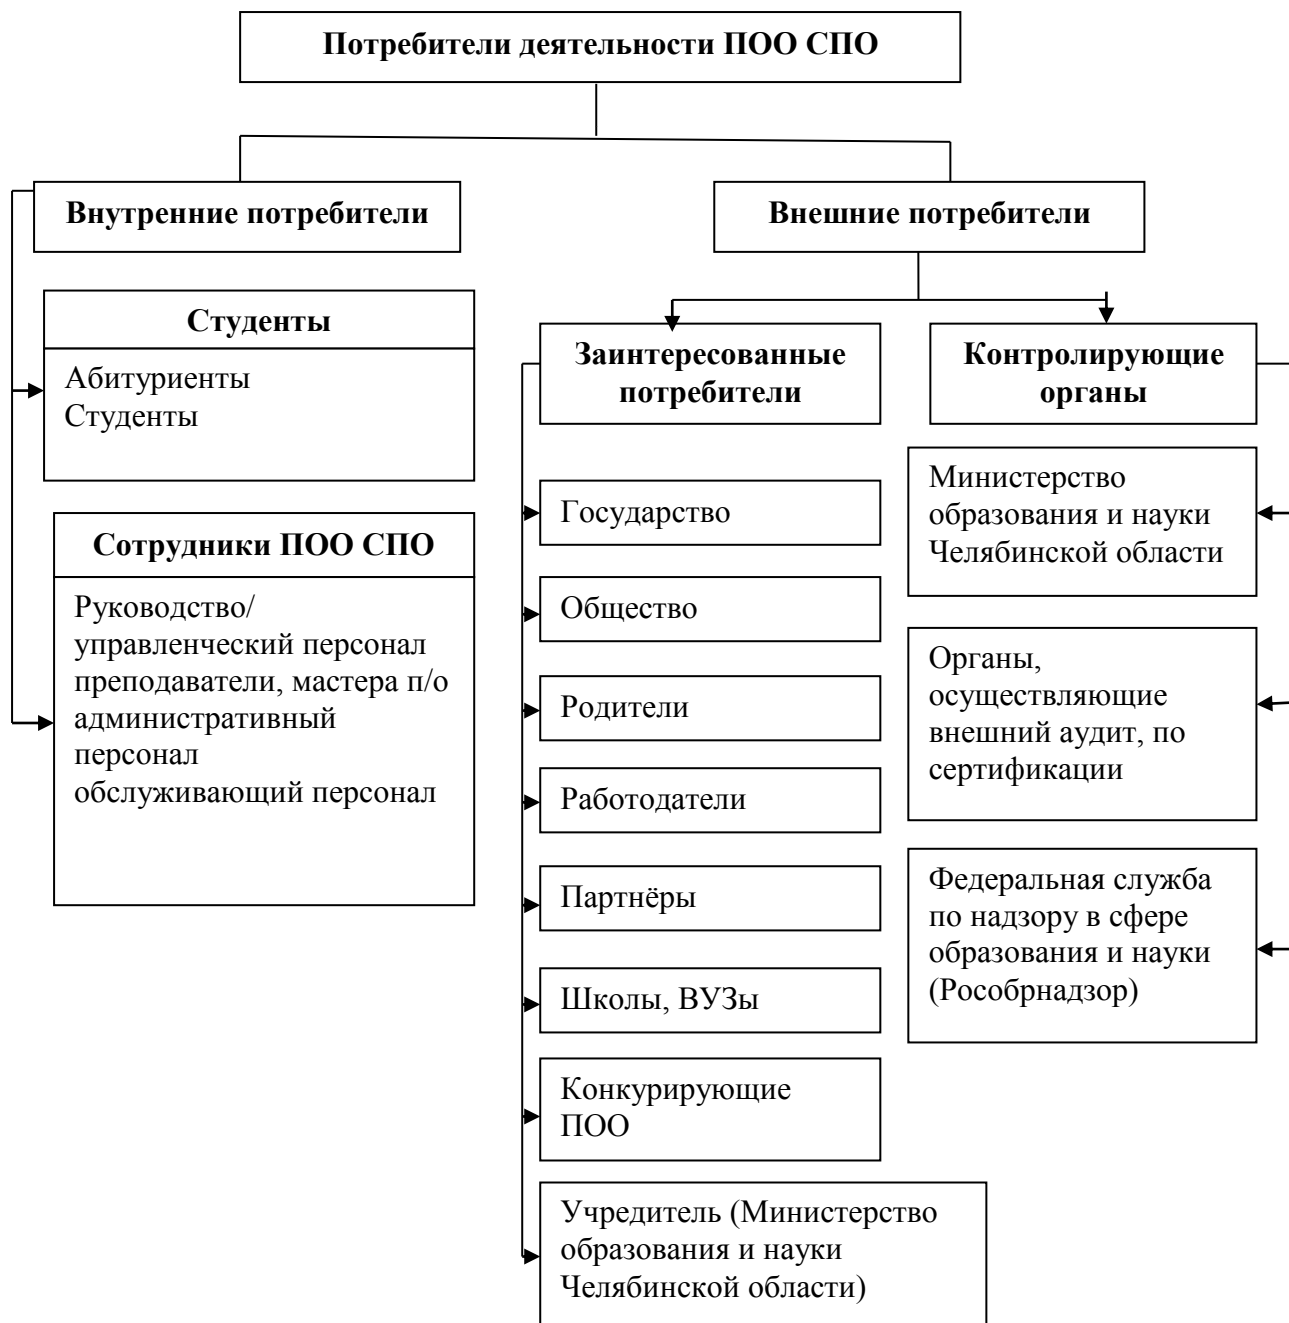 Потребители деятельности ПОО СПО
Внутренние потребители
Студенты
Абитуриенты
Студенты
Сотрудники ПОО СПО
Руководство/
управленческий персонал
преподаватели, мастера п/о
административный
персонал
обслуживающий персонал
Внешние потребители
Заинтересованные
потребители
Государство
Общество
Родители
Работодатели
Партнёры
Школы, ВУЗы
Конкурирующие
ПОО
Учредитель (Министерство
образования и науки
Челябинской области)
Контролирующие
органы
Министерство
образования и науки
Челябинской области
Органы,
осуществляющие
внешний аудит, по
сертификации
Федеральная служба
по надзору в сфере
образования и науки
(Рособрнадзор)